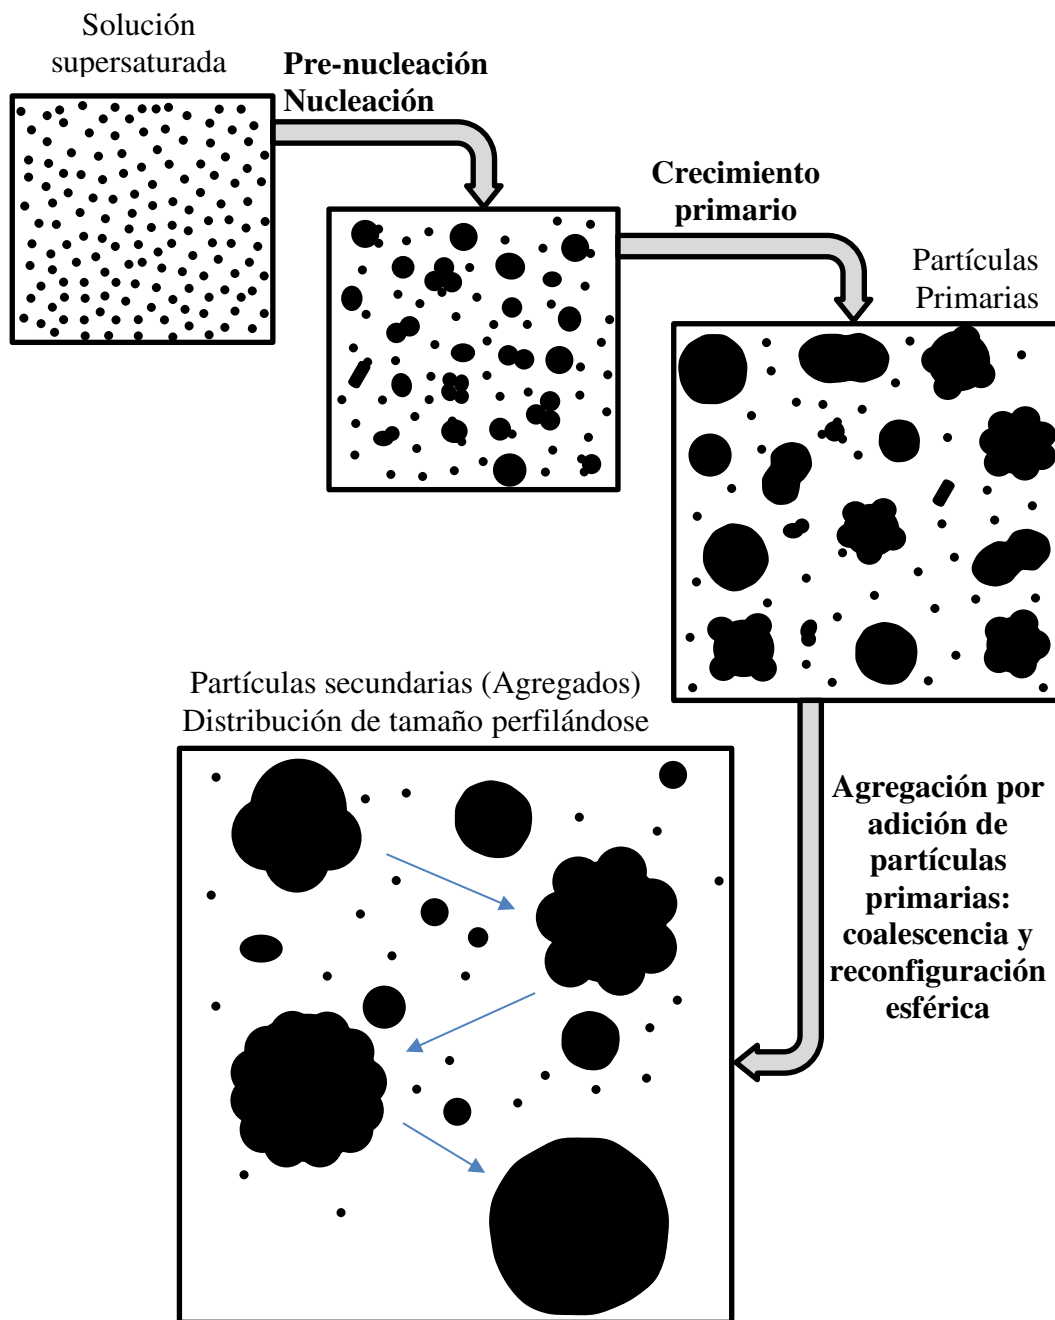 Solución
supersaturada
Pre-nucleación
Nucleación
Crecimiento
primario
Partículas
Primarias
Partículas secundarias (Agregados)
Distribución de tamaño perfilándose
Agregación por
adición de
partículas
primarias:
coalescencia y
reconfiguración
esférica